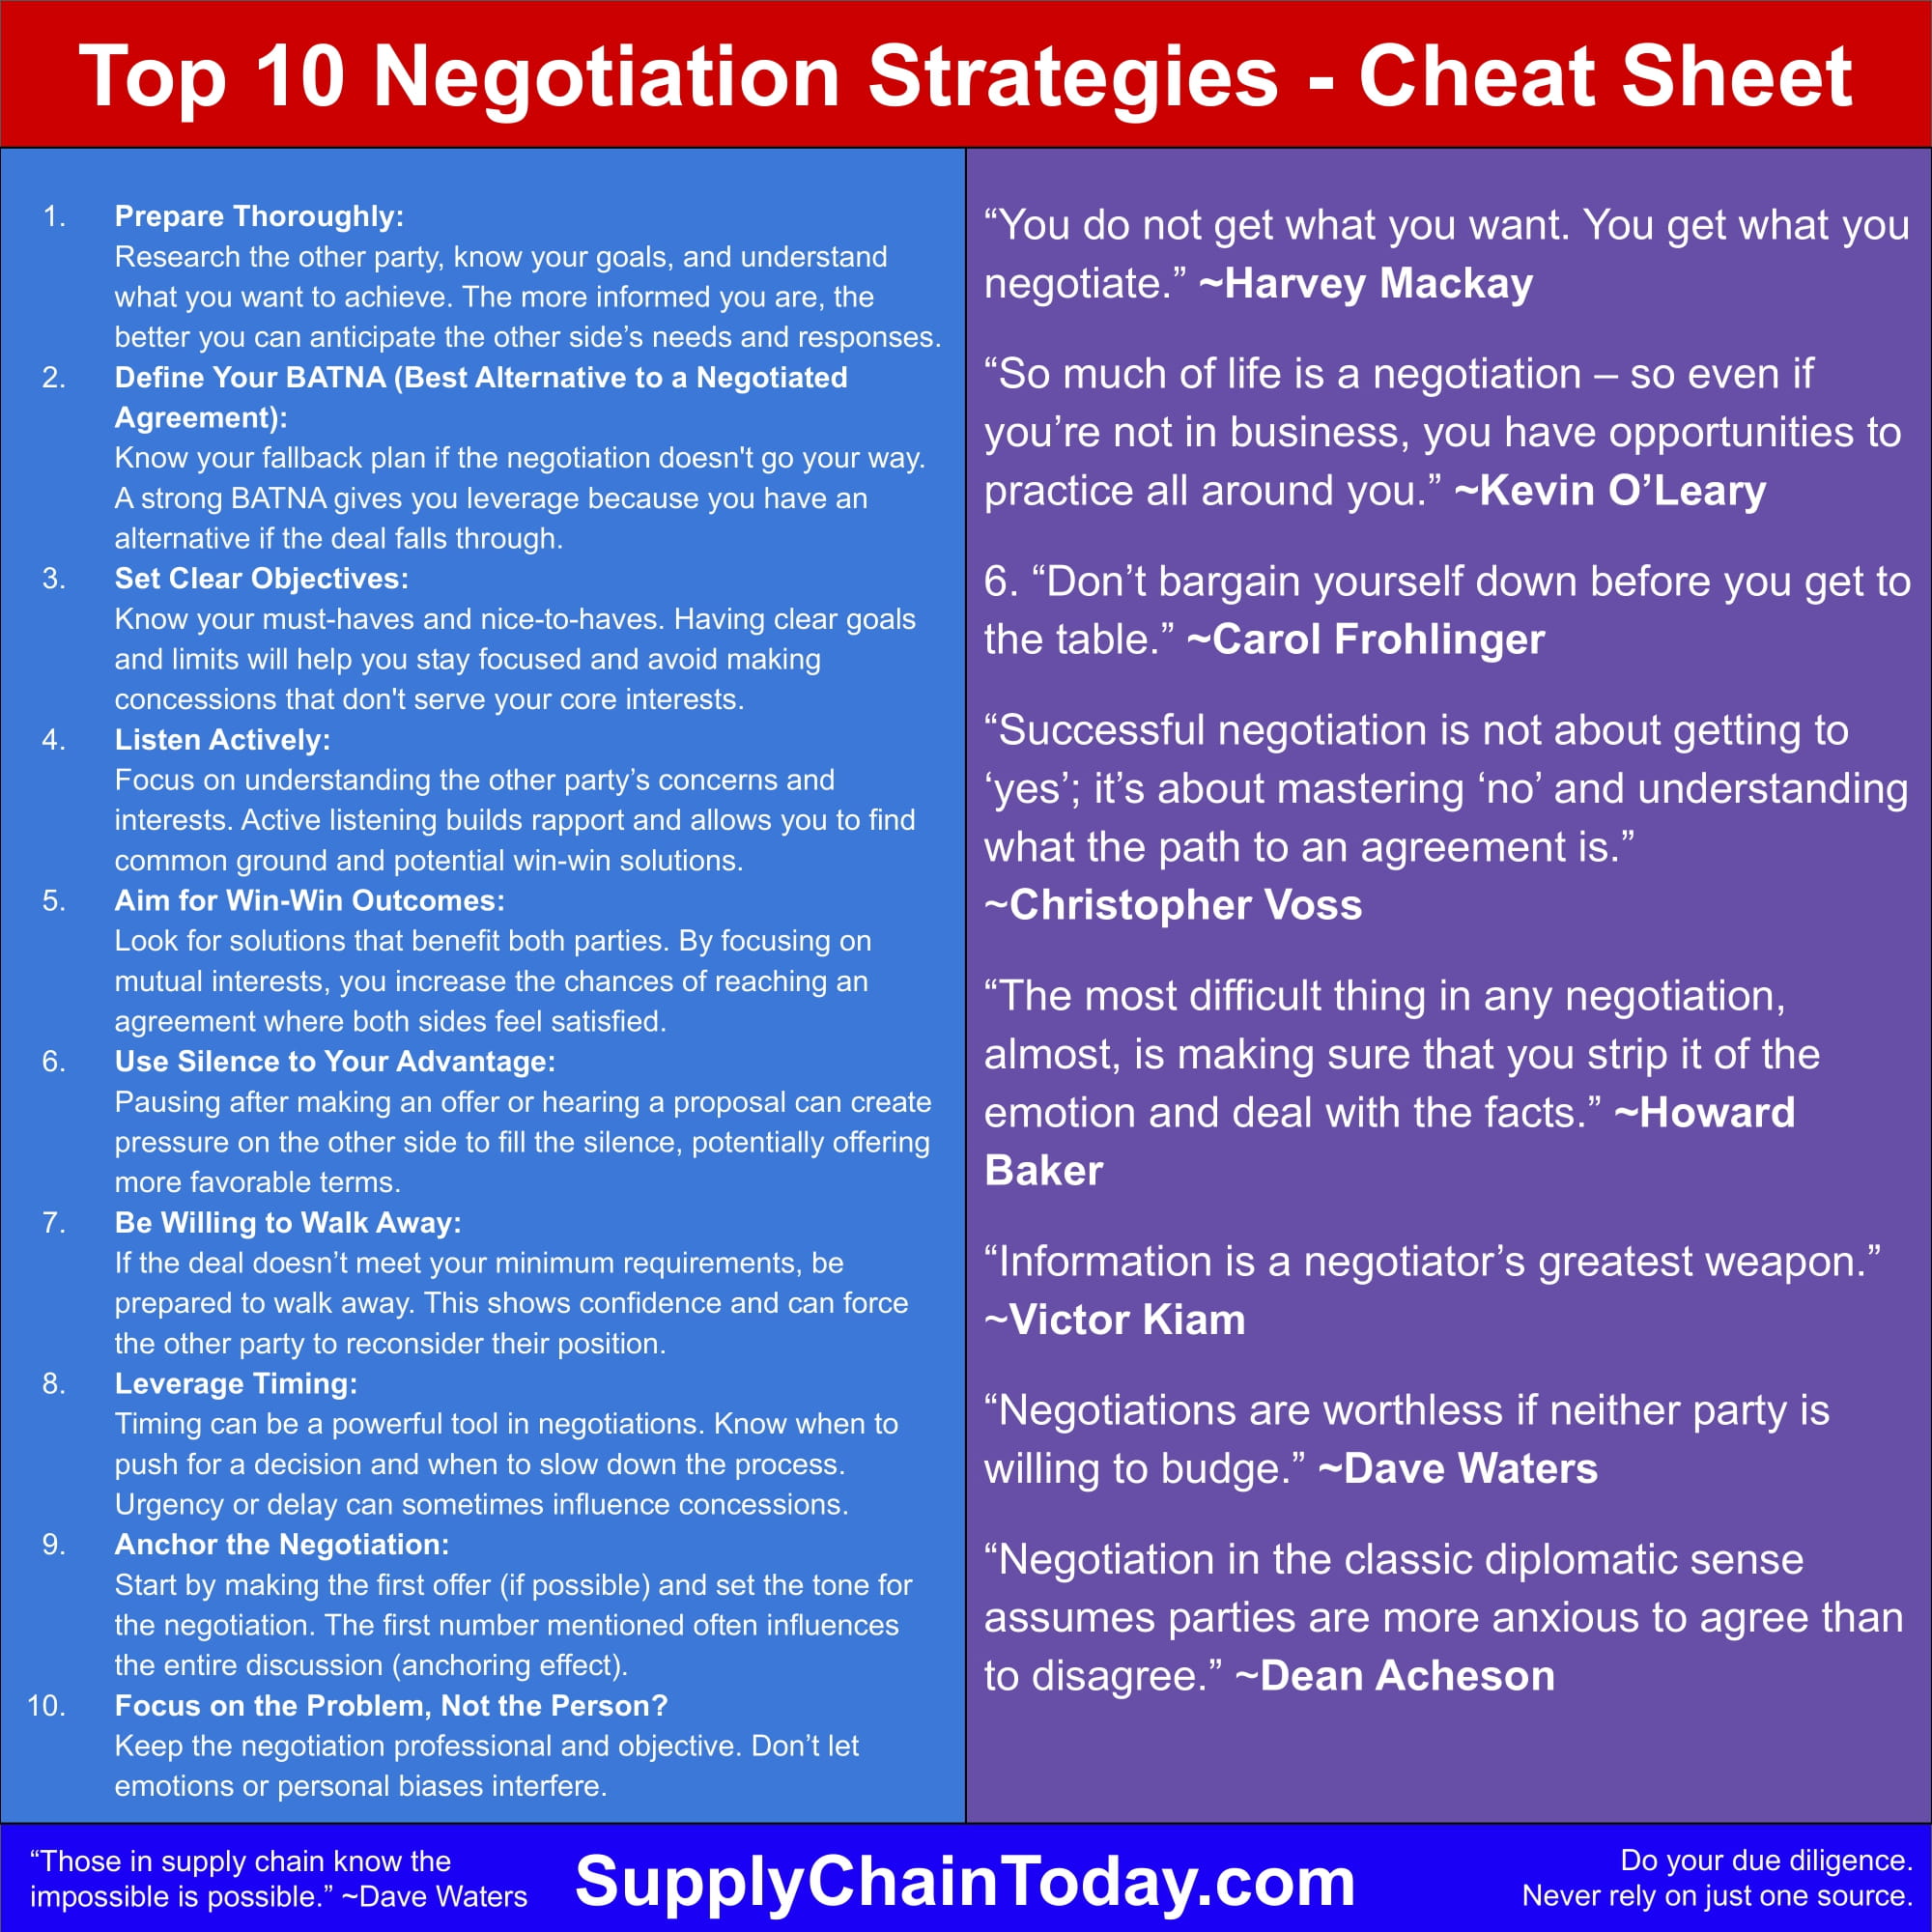 Top 10 Negotiation Strategies - Cheat Sheet
1. Prepare Thoroughly:
Research the other party, know your goals, and understand
what you want to achieve. The more informed you are, the
better you can anticipate the other side’s needs and responses.
2. Define Your BATNA (Best Alternative to a Negotiated
Agreement):
Know your fallback plan if the negotiation doesn't go your way.
A strong BATNA gives you leverage because you have an
alternative if the deal falls through.
3. Set Clear Objectives:
Know your must-haves and nice-to-haves. Having clear goals
and limits will help you stay focused and avoid making
concessions that don't serve your core interests.
4. Listen Actively:
Focus on understanding the other party’s concerns and
interests. Active listening builds rapport and allows you to find
common ground and potential win-win solutions.
5. Aim for Win-Win Outcomes:
Look for solutions that benefit both parties. By focusing on
mutual interests, you increase the chances of reaching an
agreement where both sides feel satisfied.
6. Use Silence to Your Advantage:
Pausing after making an offer or hearing a proposal can create
pressure on the other side to fill the silence, potentially offering
more favorable terms.
7. Be Willing to Walk Away:
If the deal doesn’t meet your minimum requirements, be
prepared to walk away. This shows confidence and can force
the other party to reconsider their position.
8. Leverage Timing:
Timing can be a powerful tool in negotiations. Know when to
push for a decision and when to slow down the process.
Urgency or delay can sometimes influence concessions.
9. Anchor the Negotiation:
Start by making the first offer (if possible) and set the tone for
the negotiation. The first number mentioned often influences
the entire discussion (anchoring effect).
10. Focus on the Problem, Not the Person?
Keep the negotiation professional and objective. Don’t let
emotions or personal biases interfere.
“You do not get what you want. You get what you
negotiate.” ~Harvey Mackay
“So much of life is a negotiation – so even if
you’re not in business, you have opportunities to
practice all around you.” ~Kevin O’Leary
6. “Don’t bargain yourself down before you get to
the table.” ~Carol Frohlinger
“Successful negotiation is not about getting to
‘yes’; it’s about mastering ‘no’ and understanding
what the path to an agreement is.”
~Christopher Voss
“The most difficult thing in any negotiation,
almost, is making sure that you strip it of the
emotion and deal with the facts.” ~Howard
Baker
“Information is a negotiator’s greatest weapon.”
~Victor Kiam
“Negotiations are worthless if neither party is
willing to budge.” ~Dave Waters
“Negotiation in the classic diplomatic sense
assumes parties are more anxious to agree than
to disagree.” ~Dean Acheson
“Those in supply chain know the
impossible is possible.” ~Dave Waters
SupplyChainToday.com
Do your due diligence.
Never rely on just one source.